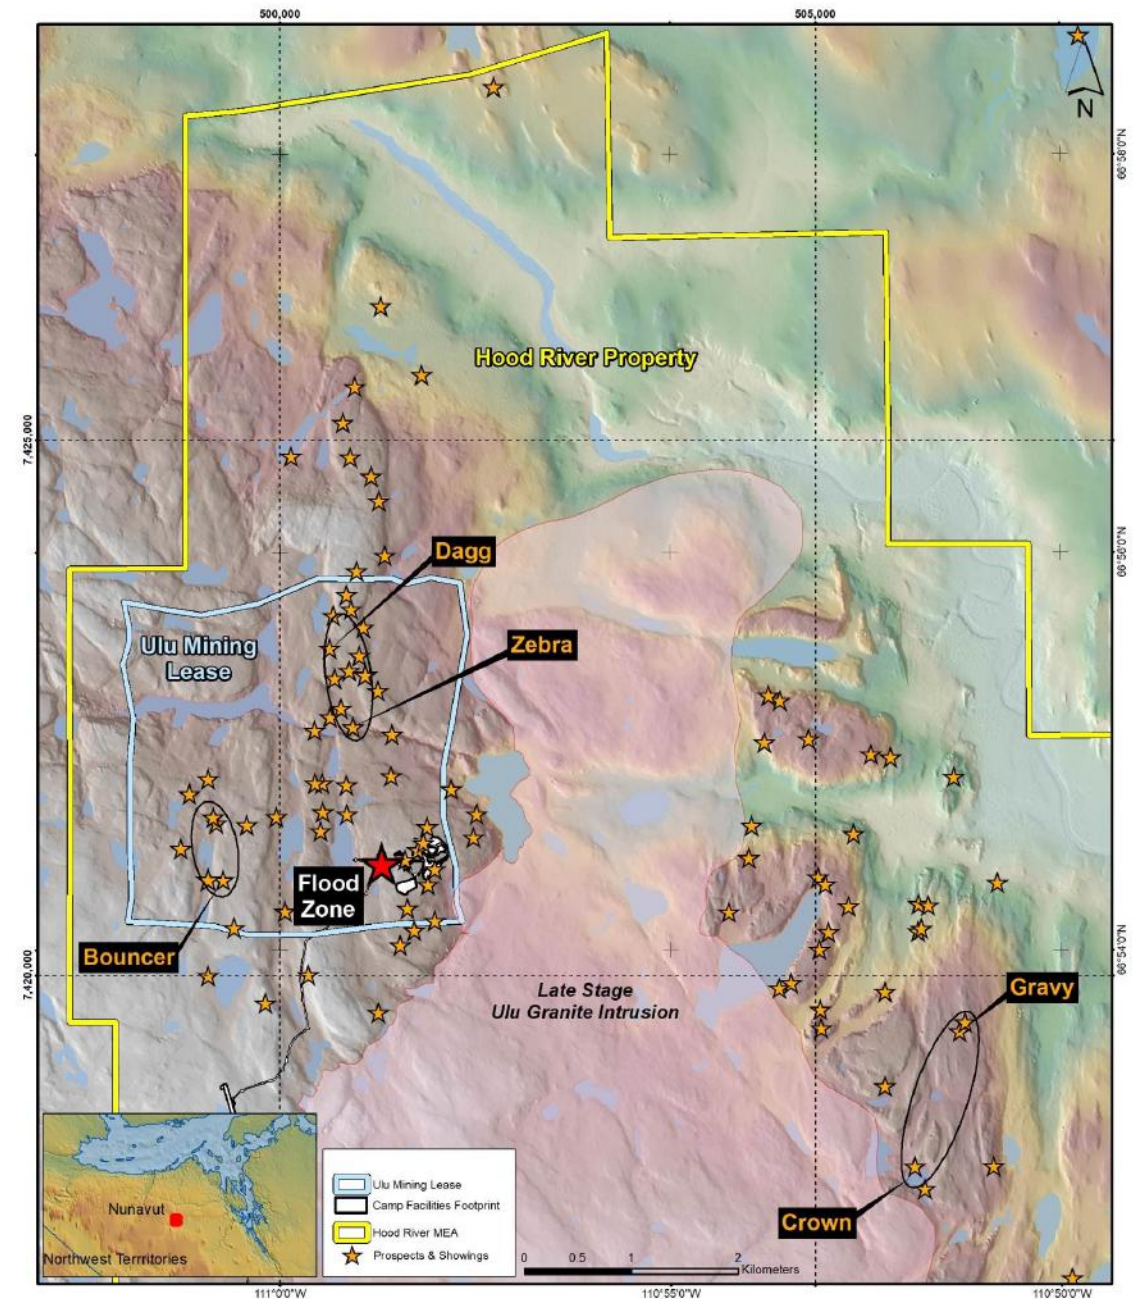 500,000
505,000
N
66°58'0"N
Hood River Property
7,425,000
66°56'0"N
Dagg
Ulu Mining
Lease
Zebra
Flood
Zone
Bouncer
66°54'0"N
7,420,000
Late Stage
Ulu Granite Intrusion
Gravy
Crown
Nunavut
Northwest Territories
Ulu Mining Lease
Camp Facilities Footprint
Hood River MEA
Prospects & Showings
0 0.5 1 2
Kilometers
111°0'0"W
110°55'0"W
110°50'0"W